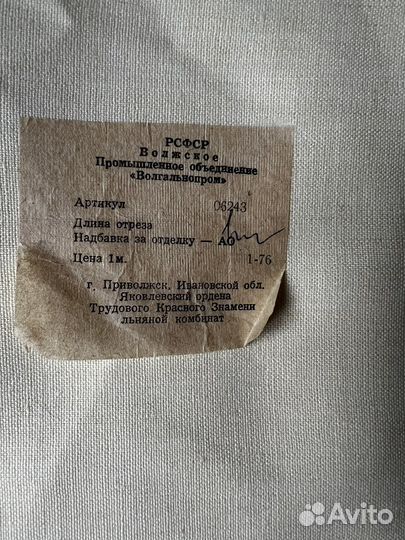 РСФСР
Волжское
Промышленное объединение
«Волгальнопром»
Артикул 06243
Длина отреза
Надбавка за отделку — АО
Цена 1м. 1-76
г. Приволжск, Ивановской обл.
Яковлевский ордена
Трудового Красного Знамени
льняной комбинат
Avito